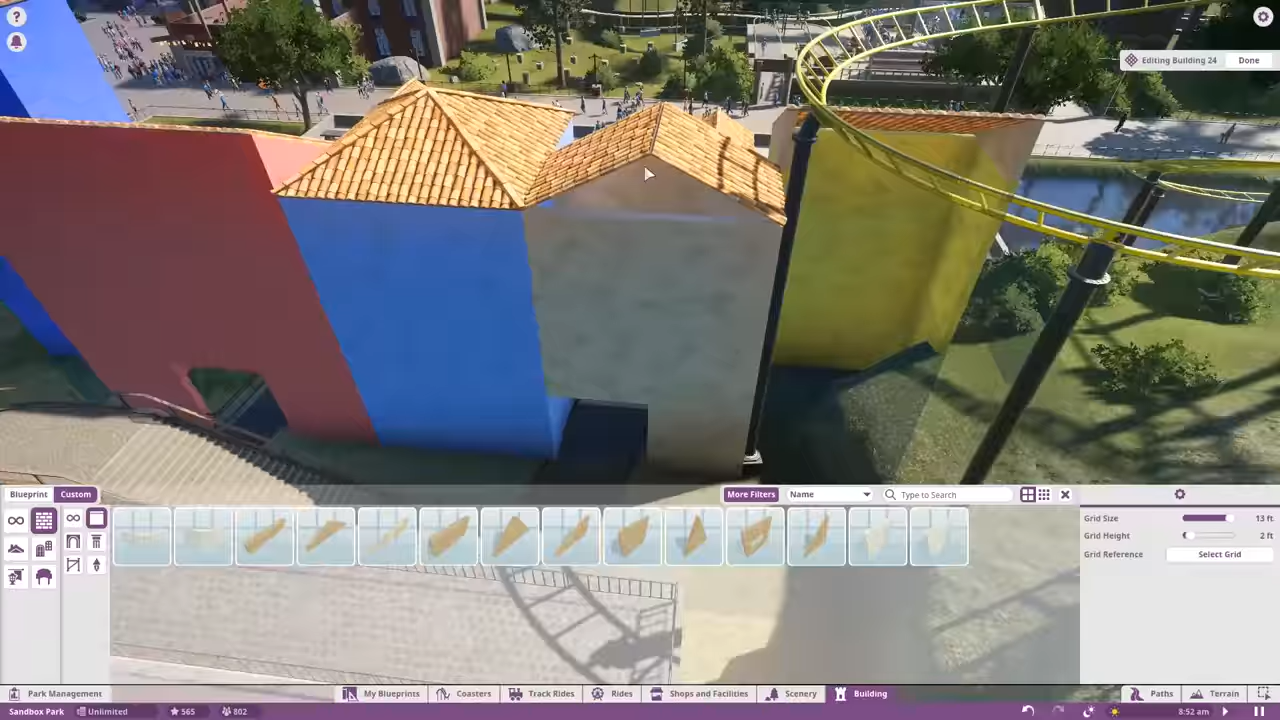 ?
Editing Building 24 Done
Blueprint Custom More Filters Name Type to Search
Grid Size 13 ft
Grid Height 2 ft
Grid Reference Select Grid
Park Management My Blueprints Coasters Track Rides Rides Shops and Facilities Scenery Building Paths Terrain
Sandbox Park Unlimited 565 802 3:52 am